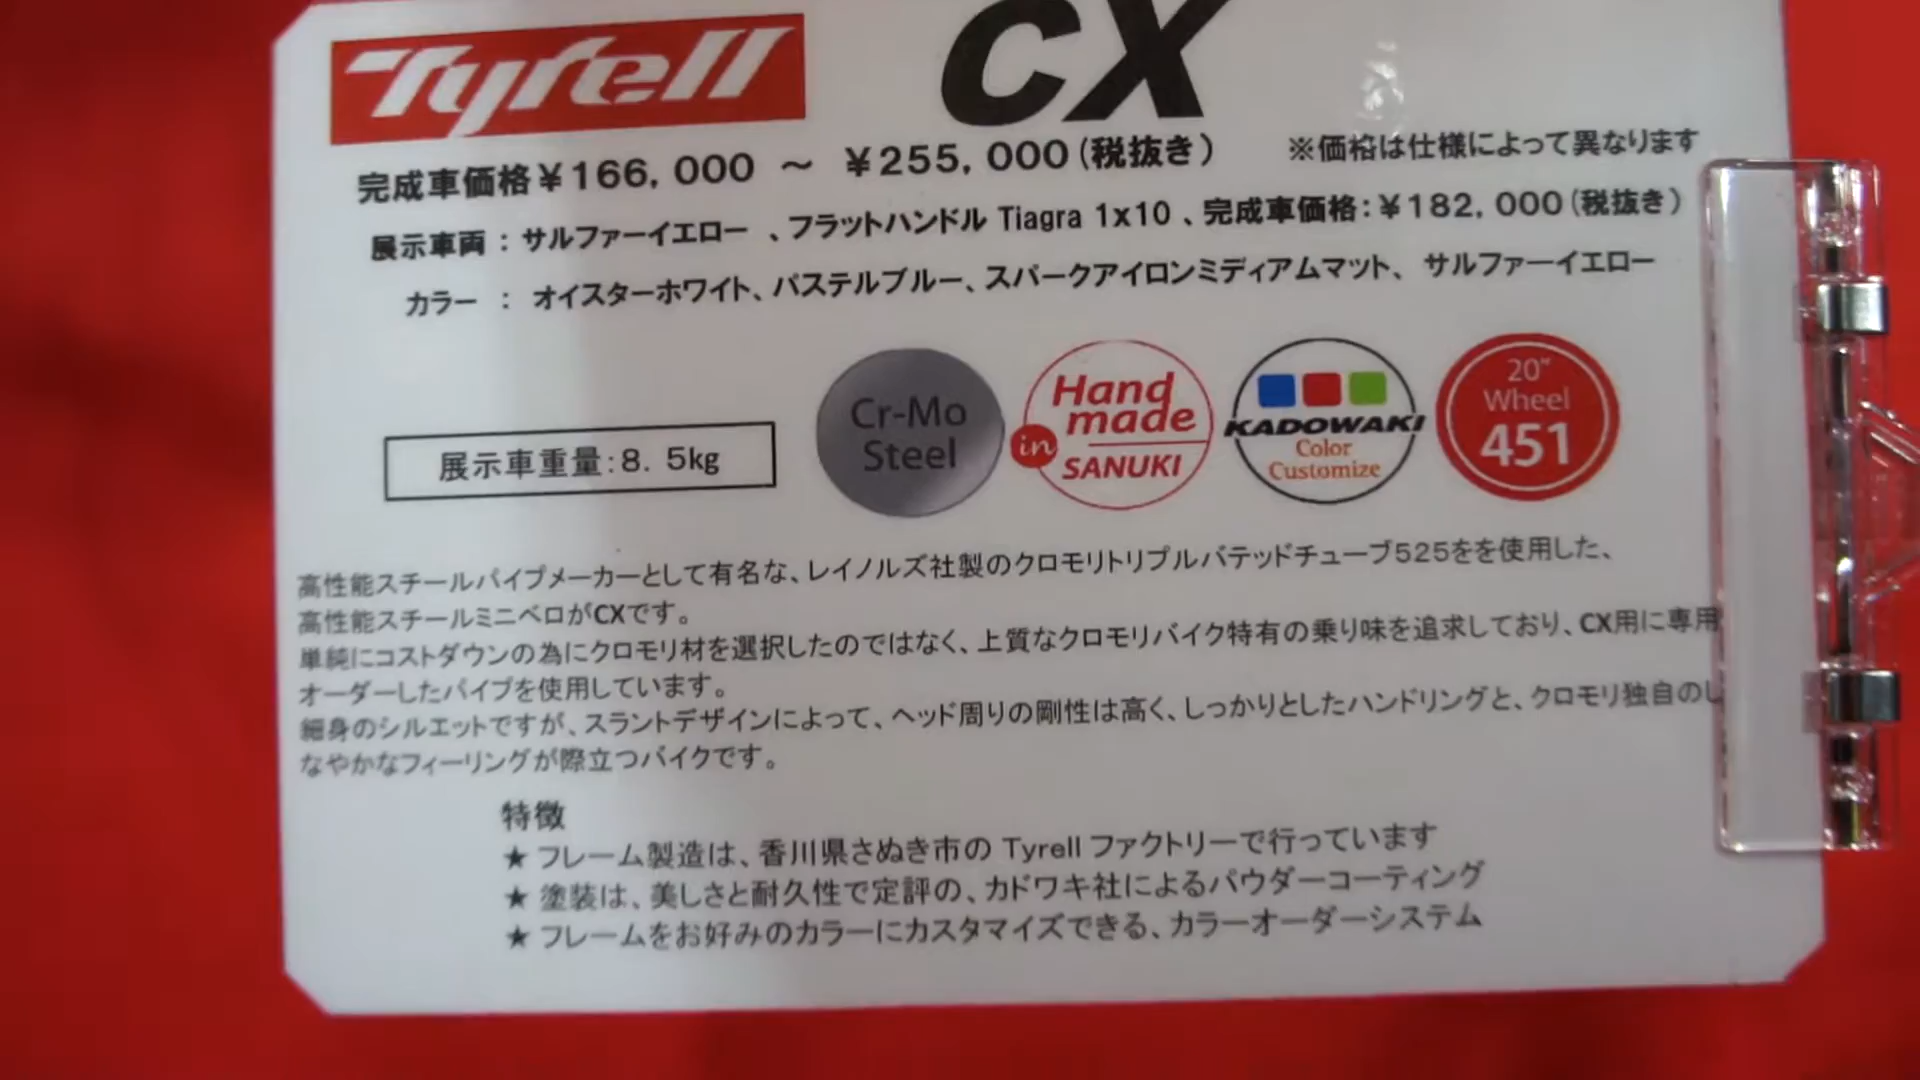 Tyrell CX
完成車価格￥166，000 ～ ￥255，000(税抜き) ※価格は仕様によって異なります
展示車両 : サルファーイエロー 、フラットハンドル Tiagra 1x10 、完成車価格:￥182，000(税抜き)
カラー : オイスターホワイト、パステルブルー、スパークアイロンミディアムマット、 サルファーイエロー
展示車重量:8．5kg
Cr-Mo
Steel
Hand
made
in
SANUKI
KADOWAKI
Color
Customize
20"
Wheel
451
高性能スチールパイプメーカーとして有名な、レイノルズ社製のクロモリトリプルバテッドチューブ525をを使用した、
高性能スチールミニベロがCXです。
単純にコストダウンの為にクロモリ材を選択したのではなく、上質なクロモリバイク特有の乗り味を追求しており、CX用に専用
オーダーしたパイプを使用しています。
細身のシルエットですが、スラントデザインによって、ヘッド周りの剛性は高く、しっかりとしたハンドリングと、クロモリ独自のし
なやかなフィーリングが際立つバイクです。
特徴
★ フレーム製造は、香川県さぬき市の Tyrell ファクトリーで行っています
★ 塗装は、美しさと耐久性で定評の、カドワキ社によるパウダーコーティング
★ フレームをお好みのカラーにカスタマイズできる、カラーオーダーシステム